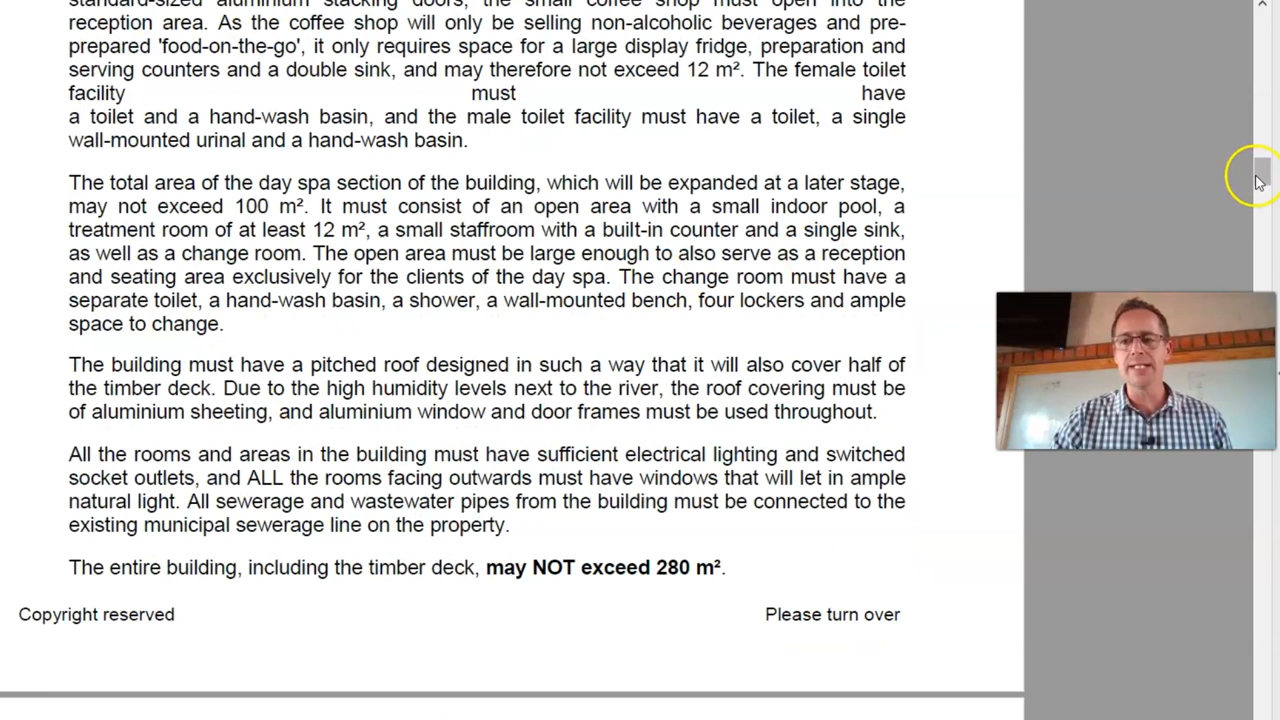 standard-sized aluminium stacking doors, the small coffee shop must open into the
reception area. As the coffee shop will only be selling non-alcoholic beverages and pre-
prepared 'food-on-the-go', it only requires space for a large display fridge, preparation and
serving counters and a double sink, and may therefore not exceed 12 m². The female toilet
facility must have
a toilet and a hand-wash basin, and the male toilet facility must have a toilet, a single
wall-mounted urinal and a hand-wash basin.
The total area of the day spa section of the building, which will be expanded at a later stage,
may not exceed 100 m². It must consist of an open area with a small indoor pool, a
treatment room of at least 12 m², a small staffroom with a built-in counter and a single sink,
as well as a change room. The open area must be large enough to also serve as a reception
and seating area exclusively for the clients of the day spa. The change room must have a
separate toilet, a hand-wash basin, a shower, a wall-mounted bench, four lockers and ample
space to change.
The building must have a pitched roof designed in such a way that it will also cover half of
the timber deck. Due to the high humidity levels next to the river, the roof covering must be
of aluminium sheeting, and aluminium window and door frames must be used throughout.
All the rooms and areas in the building must have sufficient electrical lighting and switched
socket outlets, and ALL the rooms facing outwards must have windows that will let in ample
natural light. All sewerage and wastewater pipes from the building must be connected to the
existing municipal sewerage line on the property.
The entire building, including the timber deck, may NOT exceed 280 m².
Copyright reserved
Please turn over